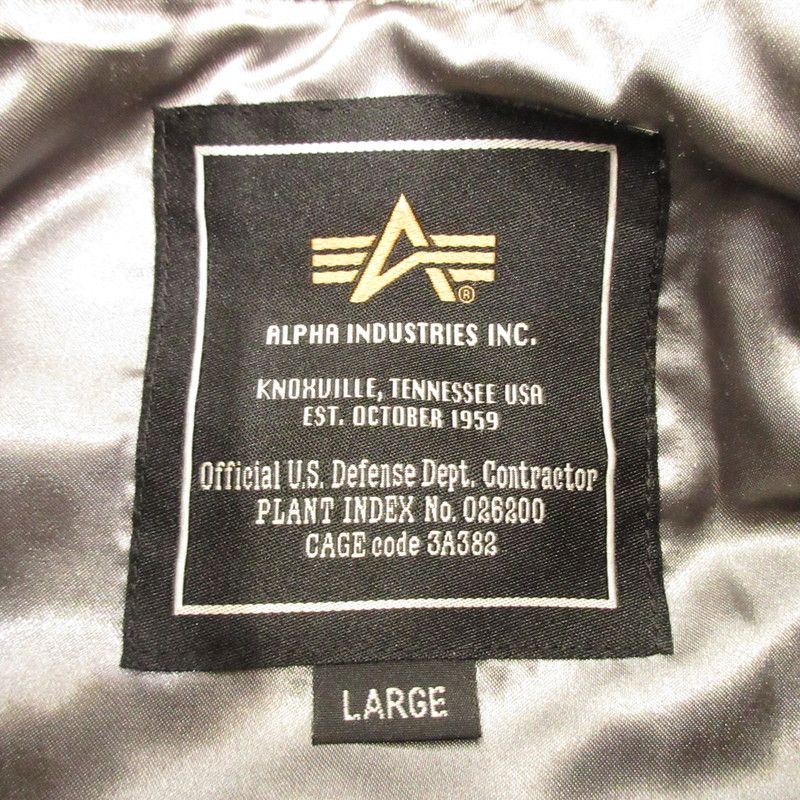 ®
ALPHA INDUSTRIES INC.
KNOXVILLE, TENNESSEE USA
EST. OCTOBER 1959
Official U.S. Defense Dept. Contractor
PLANT INDEX No. 026200
CAGE code 3A382
LARGE